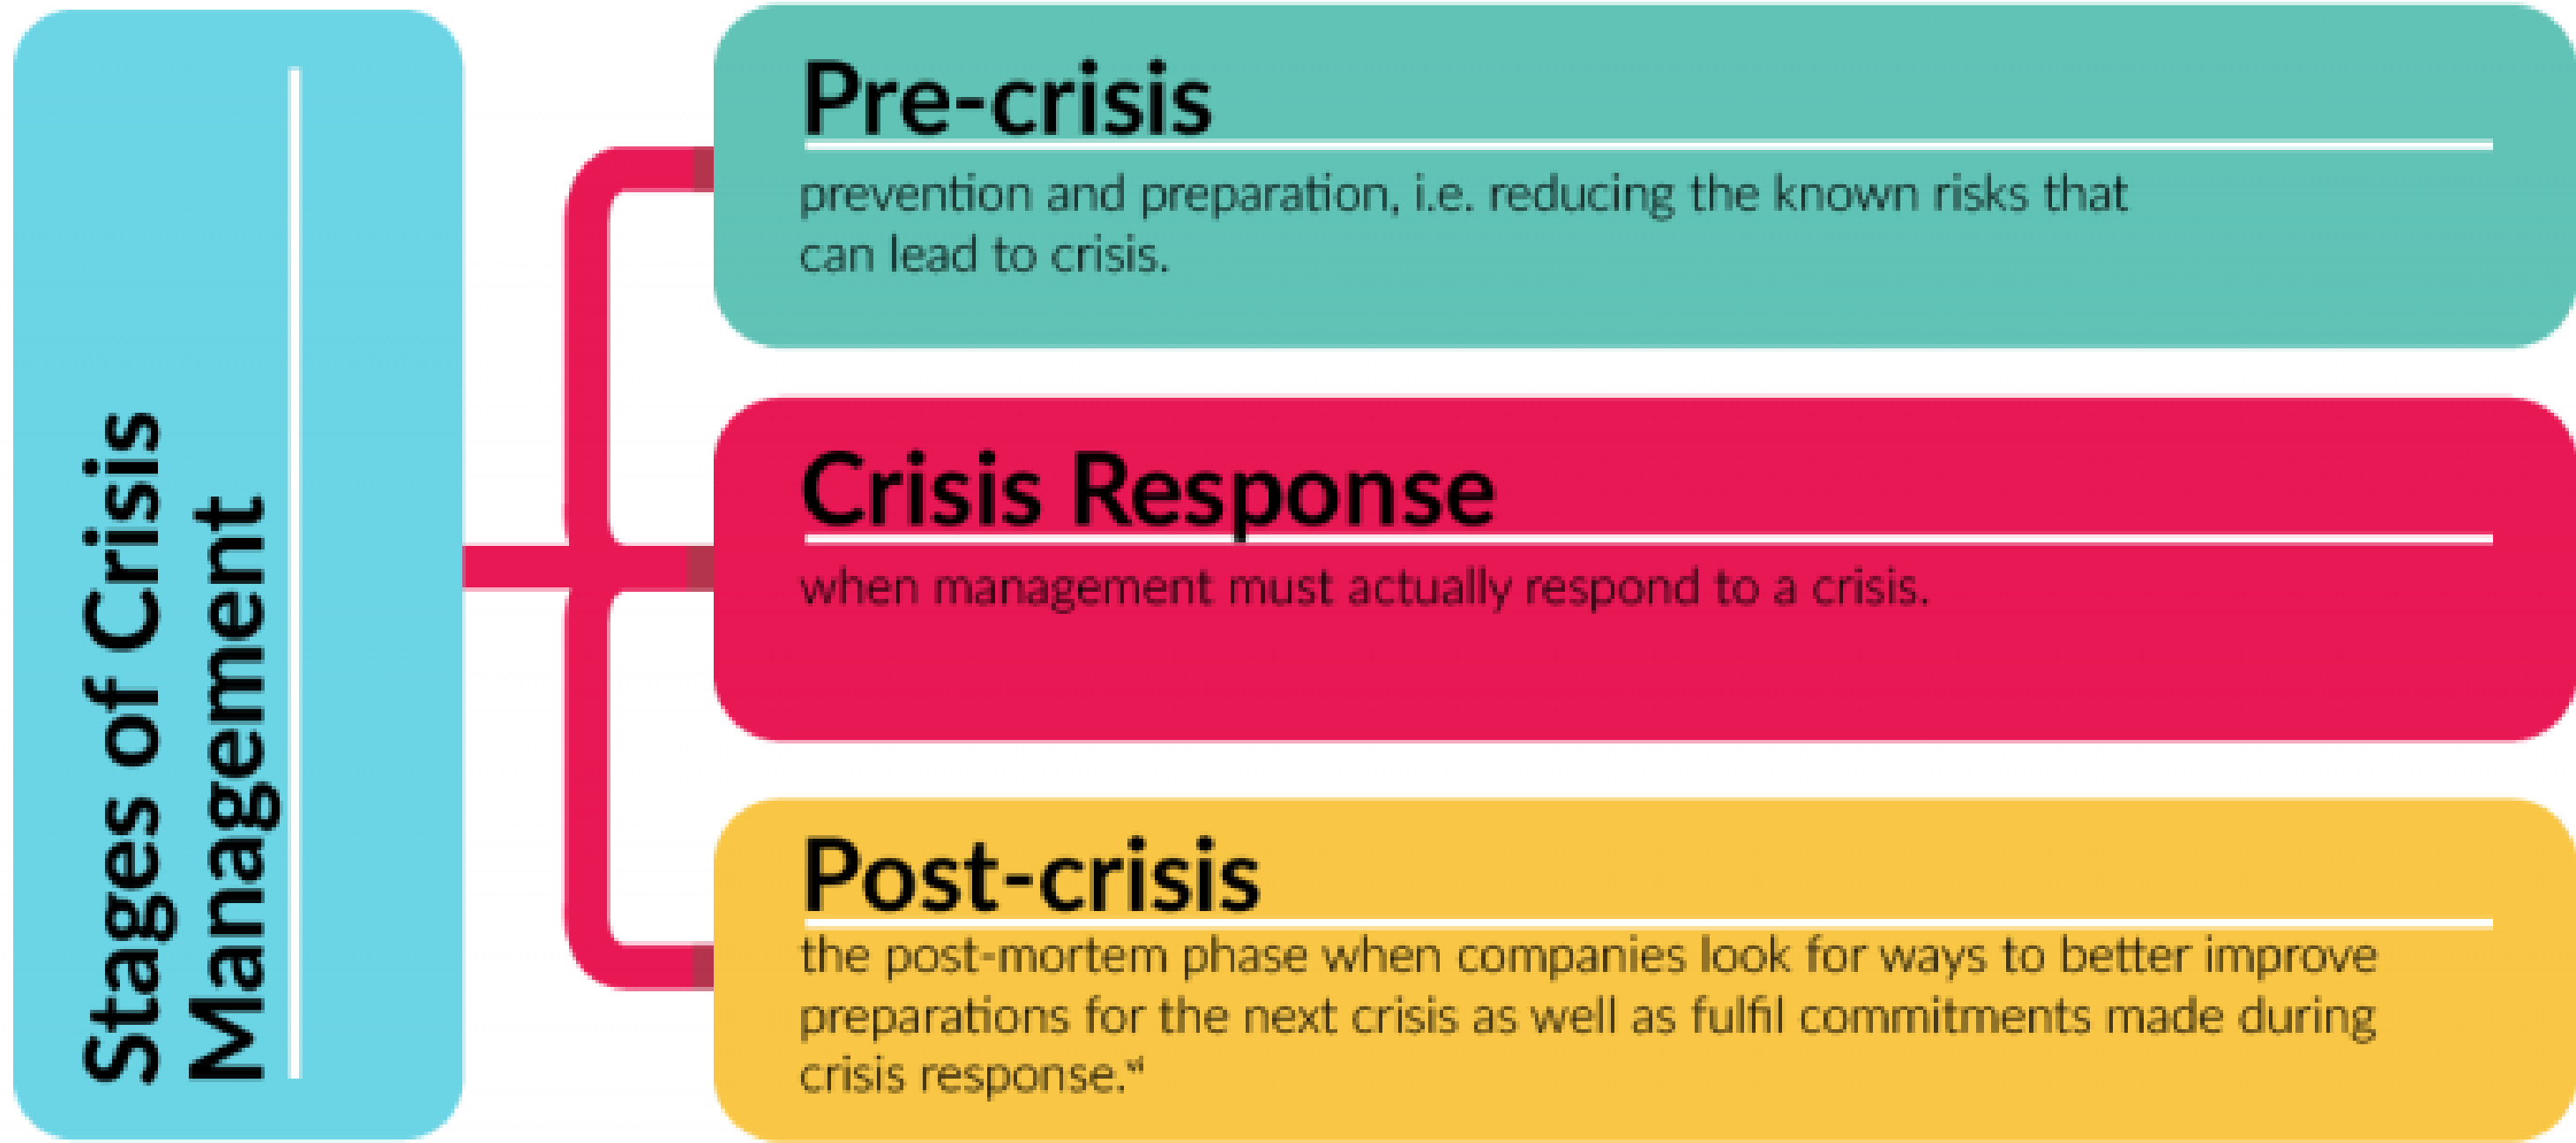 Stages of Crisis
Management
Pre-crisis
prevention and preparation, i.e. reducing the known risks that
can lead to crisis.
Crisis Response
when management must actually respond to a crisis.
Post-crisis
the post-mortem phase when companies look for ways to better improve
preparations for the next crisis as well as fulfil commitments made during
crisis response.ᵛⁱ